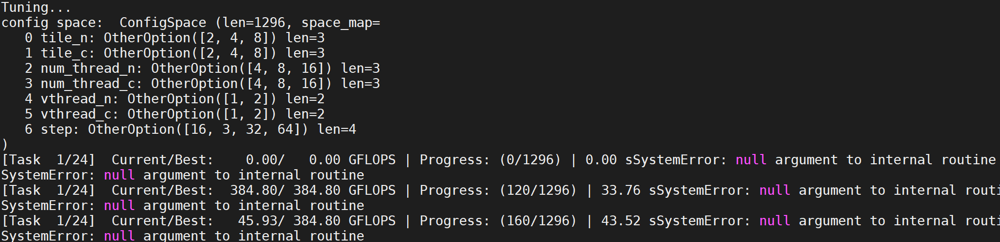 Tuning...
config space:  ConfigSpace (len=1296, space_map=
   0 tile_n: OtherOption([2, 4, 8]) len=3
   1 tile_c: OtherOption([2, 4, 8]) len=3
   2 num_thread_n: OtherOption([4, 8, 16]) len=3
   3 num_thread_c: OtherOption([4, 8, 16]) len=3
   4 vthread_n: OtherOption([1, 2]) len=2
   5 vthread_c: OtherOption([1, 2]) len=2
   6 step: OtherOption([16, 3, 32, 64]) len=4
)
[Task  1/24]  Current/Best:    0.00/   0.00 GFLOPS | Progress: (0/1296) | 0.00 sSystemError: null argument to internal routine
SystemError: null argument to internal routine
[Task  1/24]  Current/Best:  384.80/ 384.80 GFLOPS | Progress: (120/1296) | 33.76 sSystemError: null argument to internal routi
SystemError: null argument to internal routine
[Task  1/24]  Current/Best:   45.93/ 384.80 GFLOPS | Progress: (160/1296) | 43.52 sSystemError: null argument to internal routi
SystemError: null argument to internal routine